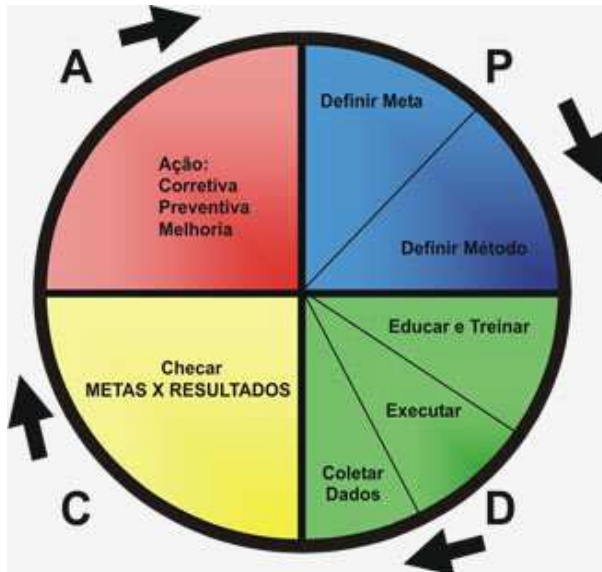 A
P
Definir Meta
Ação:
Corretiva
Preventiva
Melhoria
Definir Método
Educar e Treinar
Checar
METAS X RESULTADOS
Executar
Coletar
Dados
C
D